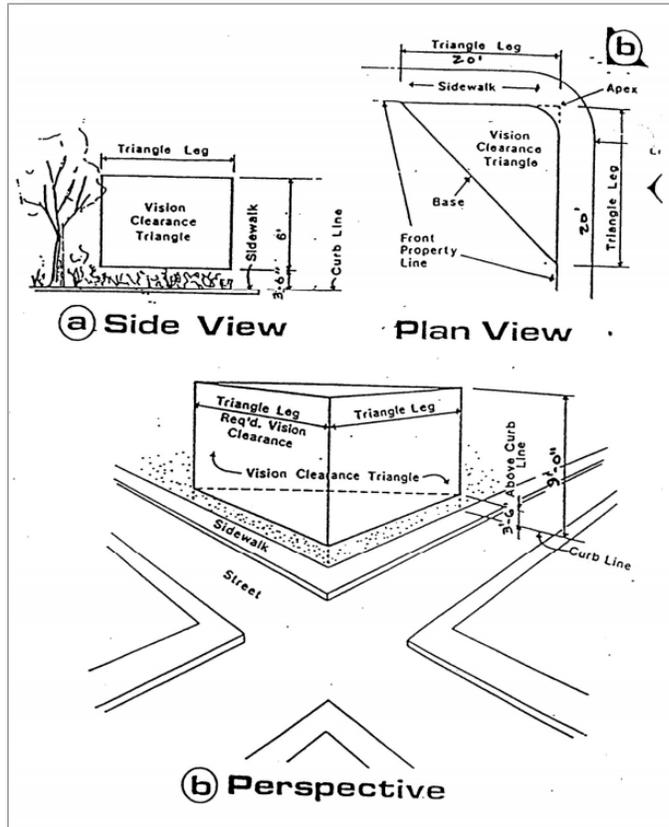 Triangle Leg
20'
b
Sidewalk
Apex
Vision
Clearance
Triangle
Base
Triangle Leg
20'
Front
Property
Line
Plan View
Triangle Leg
Vision
Clearance
Triangle
Sidewalk
6'
3'-6"
Curb Line
a Side View
Triangle Leg
Req'd. Vision
Clearance
Triangle Leg
Vision Clearance Triangle
3'-6" Above Curb
Line
9'-0"
Sidewalk
Curb Line
Street
b Perspective